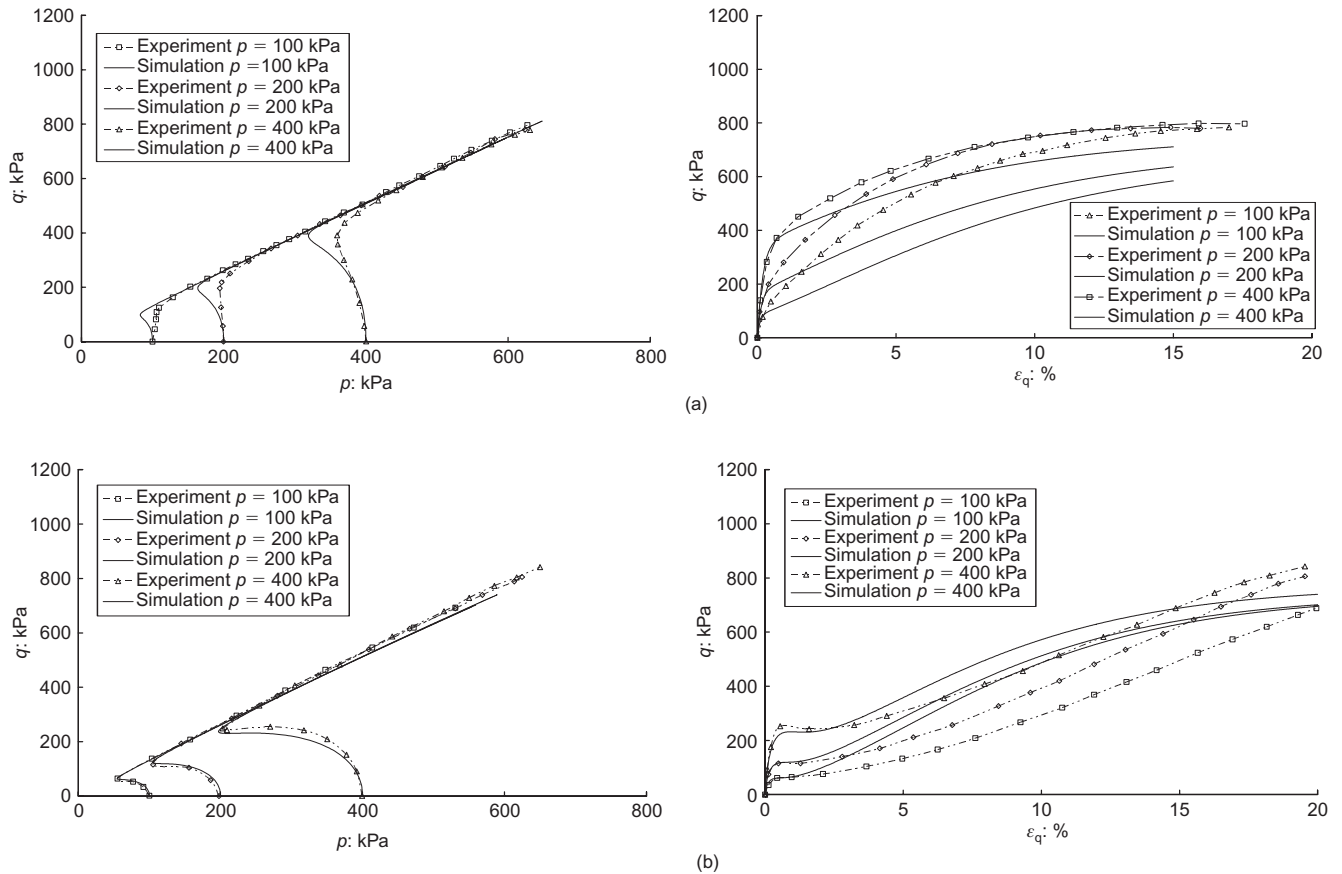 1200
1000
800
600
400
200
0
q: kPa
Experiment p = 100 kPa
Simulation p =100 kPa
Experiment p = 200 kPa
Simulation p = 200 kPa
Experiment p = 400 kPa
Simulation p = 400 kPa
0 200 400 600 800
p: kPa
1200
1000
800
600
400
200
0
q: kPa
Experiment p = 100 kPa
Simulation p = 100 kPa
Experiment p = 200 kPa
Simulation p = 200 kPa
Experiment p = 400 kPa
Simulation p = 400 kPa
0 5 10 15 20
εq: %
(a)
1200
1000
800
600
400
200
0
q: kPa
Experiment p = 100 kPa
Simulation p = 100 kPa
Experiment p = 200 kPa
Simulation p = 200 kPa
Experiment p = 400 kPa
Simulation p = 400 kPa
0 200 400 600 800
p: kPa
1200
1000
800
600
400
200
0
q: kPa
Experiment p = 100 kPa
Simulation p = 100 kPa
Experiment p = 200 kPa
Simulation p = 200 kPa
Experiment p = 400 kPa
Simulation p = 400 kPa
0 5 10 15 20
εq: %
(b)